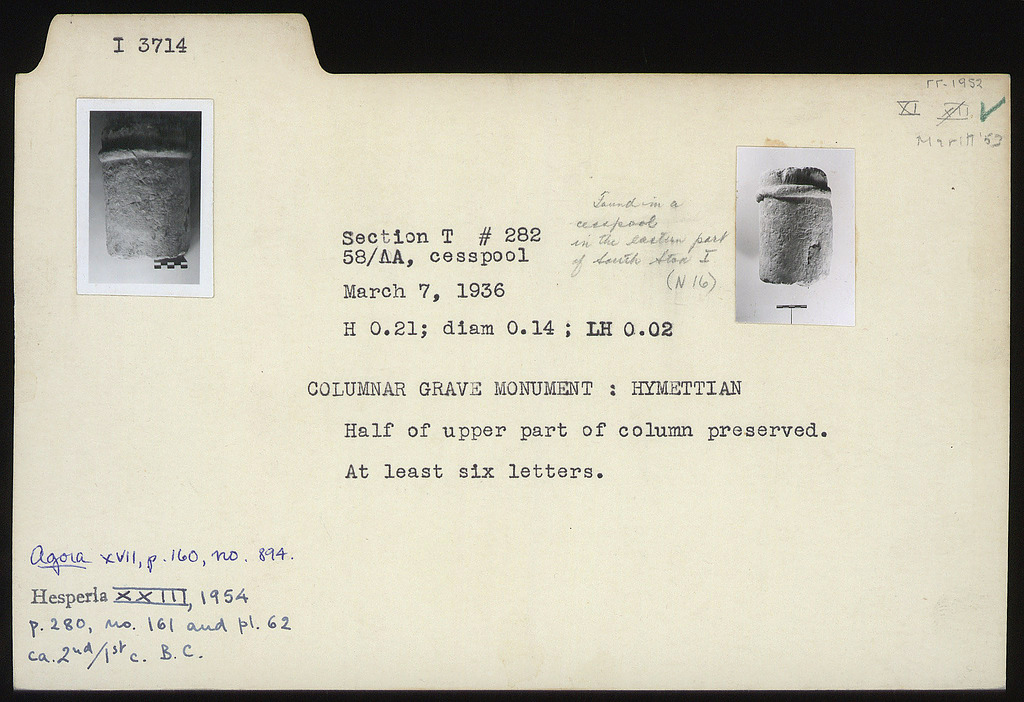 I 3714
ΓΓ-1952
XI XII ✓
Meritt '53
Found in a
cesspool
in the eastern part
of South Stoa I
(N 16)
Section T # 282
58/ΛΑ, cesspool
March 7, 1936
H 0.21; diam 0.14 ; LH 0.02
COLUMNAR GRAVE MONUMENT : HYMETTIAN
Half of upper part of column preserved.
At least six letters.
Agora XVII, p. 160, no. 894.
Hesperia XXIII, 1954
p. 280, no. 161 and pl. 62
ca. 2nd/1st c. B.C.